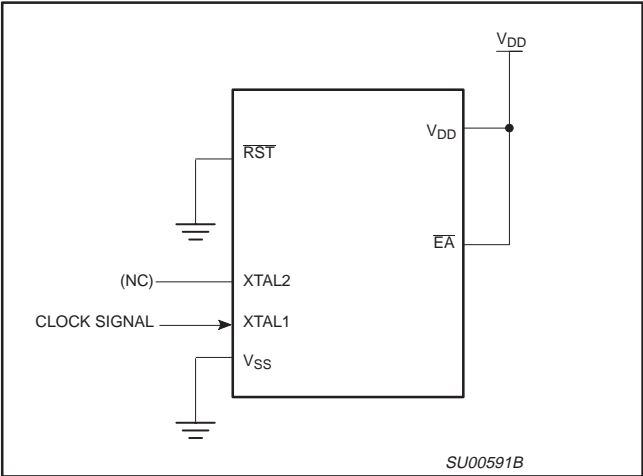 VDD
VDD
RST
EA
(NC)
XTAL2
CLOCK SIGNAL
XTAL1
VSS
SU00591B